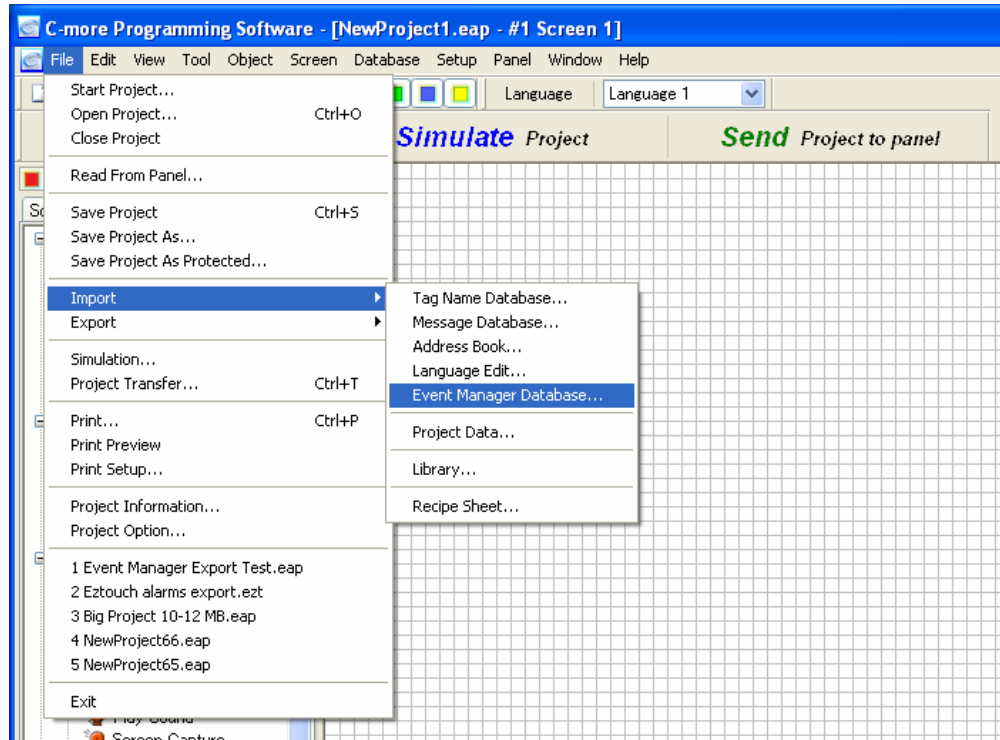 C-more Programming Software - [NewProject1.eap - #1 Screen 1]
File Edit View Tool Object Screen Database Setup Panel Window Help
Language Language 1
Simulate Project Send Project to panel
Start Project...
Open Project... Ctrl+O
Close Project
Read From Panel...
Save Project Ctrl+S
Save Project As...
Save Project As Protected...
Import
Export
Simulation...
Project Transfer... Ctrl+T
Print... Ctrl+P
Print Preview
Print Setup...
Project Information...
Project Option...
1 Event Manager Export Test.eap
2 Eztouch alarms export.ezt
3 Big Project 10-12 MB.eap
4 NewProject66.eap
5 NewProject65.eap
Exit
Tag Name Database...
Message Database...
Address Book...
Language Edit...
Event Manager Database...
Project Data...
Library...
Recipe Sheet...
Play Sound
Screen Capture